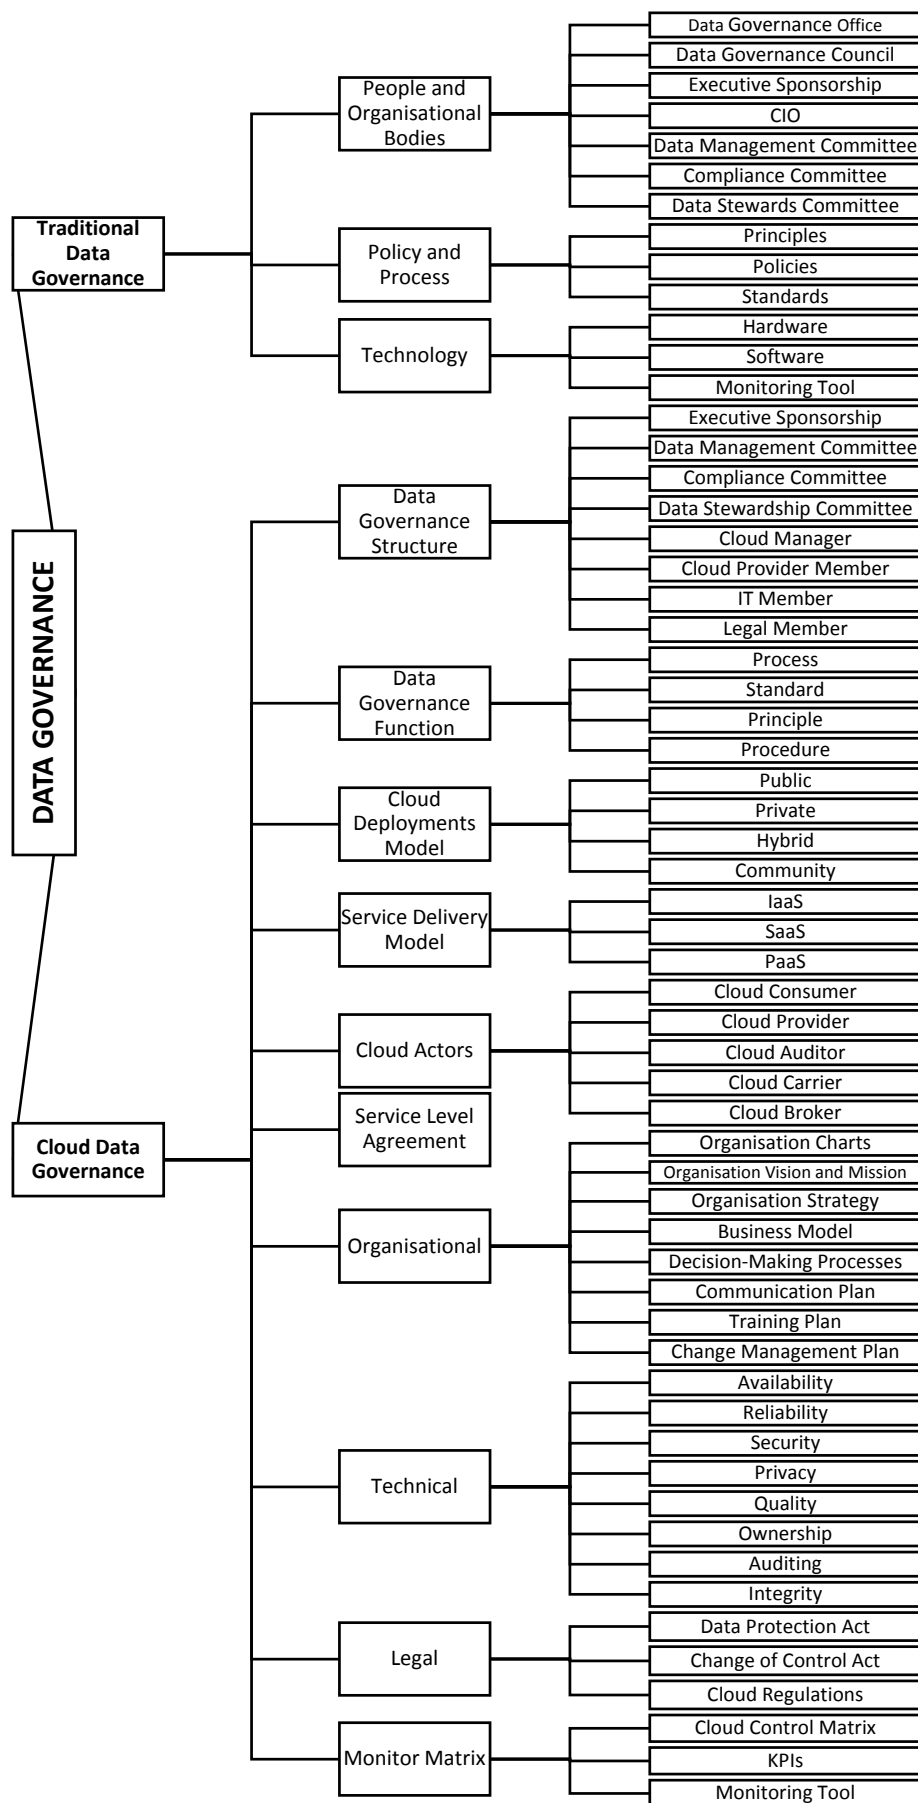 DATA GOVERNANCE
Traditional
Data
Governance
People and
Organisational
Bodies
Data Governance Office
Data Governance Council
Executive Sponsorship
CIO
Data Management Committee
Compliance Committee
Data Stewards Committee
Policy and
Process
Principles
Policies
Standards
Technology
Hardware
Software
Monitoring Tool
Cloud Data
Governance
Data
Governance
Structure
Executive Sponsorship
Data Management Committee
Compliance Committee
Data Stewardship Committee
Cloud Manager
Cloud Provider Member
IT Member
Legal Member
Data
Governance
Function
Process
Standard
Principle
Procedure
Cloud
Deployments
Model
Public
Private
Hybrid
Community
Service Delivery
Model
IaaS
SaaS
PaaS
Cloud Actors
Cloud Consumer
Cloud Provider
Cloud Auditor
Cloud Carrier
Cloud Broker
Service Level
Agreement
Organisational
Organisation Charts
Organisation Vision and Mission
Organisation Strategy
Business Model
Decision-Making Processes
Communication Plan
Training Plan
Change Management Plan
Technical
Availability
Reliability
Security
Privacy
Quality
Ownership
Auditing
Integrity
Legal
Data Protection Act
Change of Control Act
Cloud Regulations
Monitor Matrix
Cloud Control Matrix
KPIs
Monitoring Tool